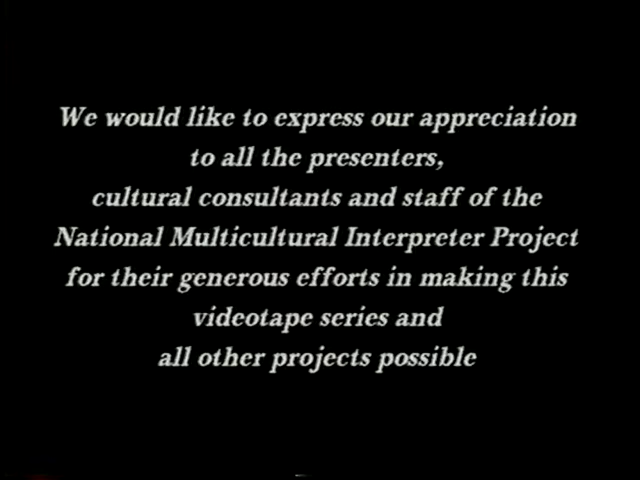 We would like to express our appreciation
to all the presenters,
cultural consultants and staff of the
National Multicultural Interpreter Project
for their generous efforts in making this
videotape series and
all other projects possible